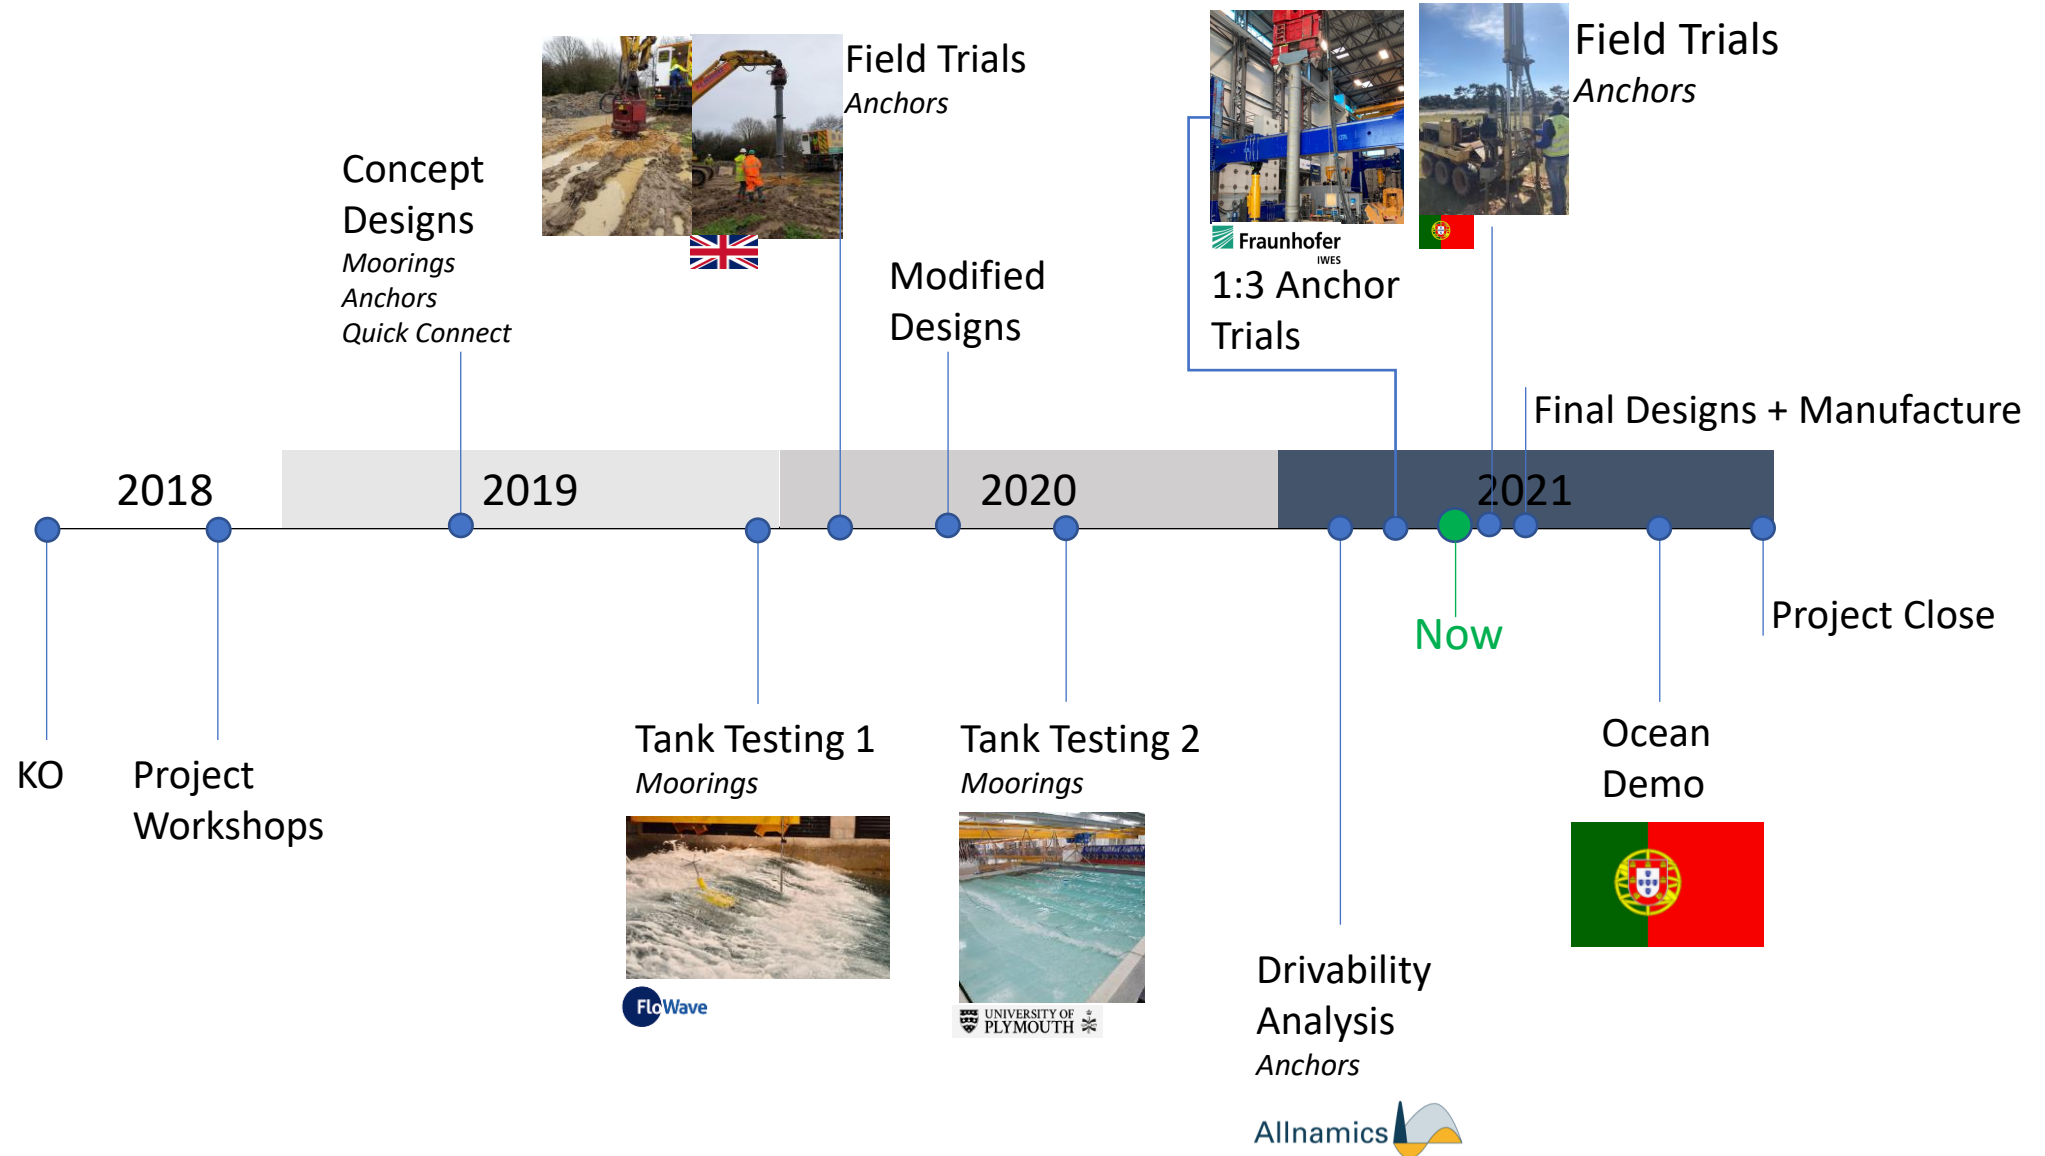 Field Trials
Anchors
Field Trials
Anchors
Concept
Designs
Moorings
Anchors
Quick Connect
Fraunhofer
IWES
Modified
Designs
1:3 Anchor
Trials
Final Designs + Manufacture
2018
2019
2020
2021
Now
Project Close
KO
Project
Workshops
Tank Testing 1
Moorings
FloWave
Tank Testing 2
Moorings
UNIVERSITY OF
PLYMOUTH
Ocean
Demo
Drivability
Analysis
Anchors
Allnamics